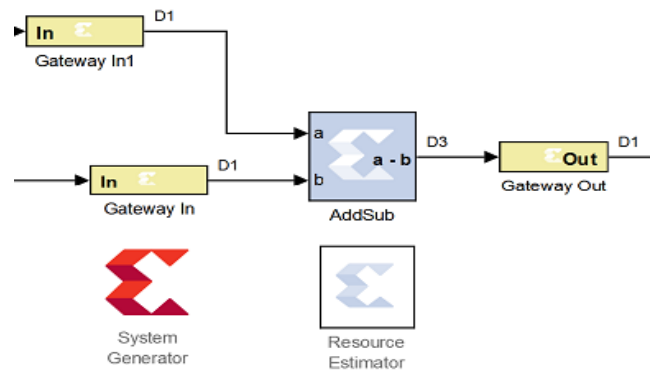 D1
In
Gateway In1
a
D3
D1
a - b
Out
D1
In
b
Gateway In
AddSub
Gateway Out
System
Generator
Resource
Estimator